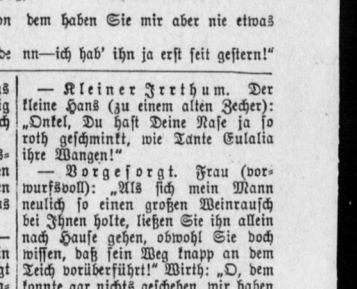 on dem haben Sie mir aber nie etwas
de nn—ich hab' ihn ja erst seit gestern!"
— Kleiner Irrthum. Der
kleine Hans (zu einem alten Zecher):
„Onkel, Du hast Deine Nase ja so
roth geschminkt, wie Tante Eulalia
ihre Wangen!"
— Vorgesorgt. Frau (vor-
wurfsvoll): „Als sich mein Mann
neulich so einen großen Weinrausch
bei Ihnen holte, ließen Sie ihn allein
nach Hause gehen, obwohl Sie doch
wissen, daß sein Weg knapp an dem
Teich vorüberführt!" Wirth: „O, dem
konnte gar nichts geschehen, wir haben